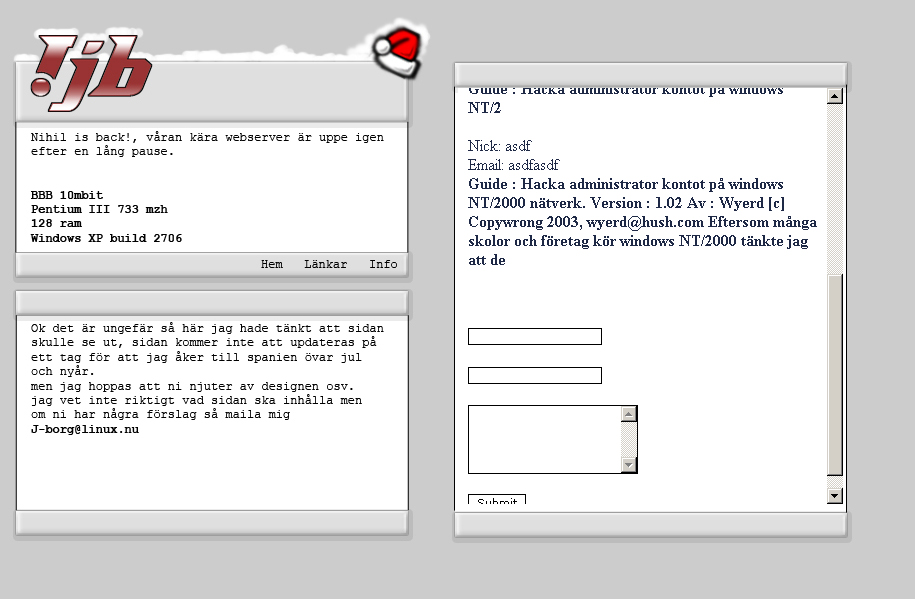 !jb
Nihil is back!, våran kära webserver är uppe igen
efter en lång pause.
BBB 10mbit
Pentium III 733 mzh
128 ram
Windows XP build 2706
Hem Länkar Info
Ok det är ungefär så här jag hade tänkt att sidan
skulle se ut, sidan kommer inte att updateras på
ett tag för att jag åker till spanien övar jul
och nyår.
men jag hoppas att ni njuter av designen osv.
jag vet inte riktigt vad sidan ska inhålla men
om ni har några förslag så maila mig
J-borg@linux.nu
Guide : Hacka administrator kontot på windows
NT/2
Nick: asdf
Email: asdfasdf
Guide : Hacka administrator kontot på windows
NT/2000 nätverk. Version : 1.02 Av : Wyerd [c]
Copywrong 2003, wyerd@hush.com Eftersom många
skolor och företag kör windows NT/2000 tänkte jag
att de
Submit